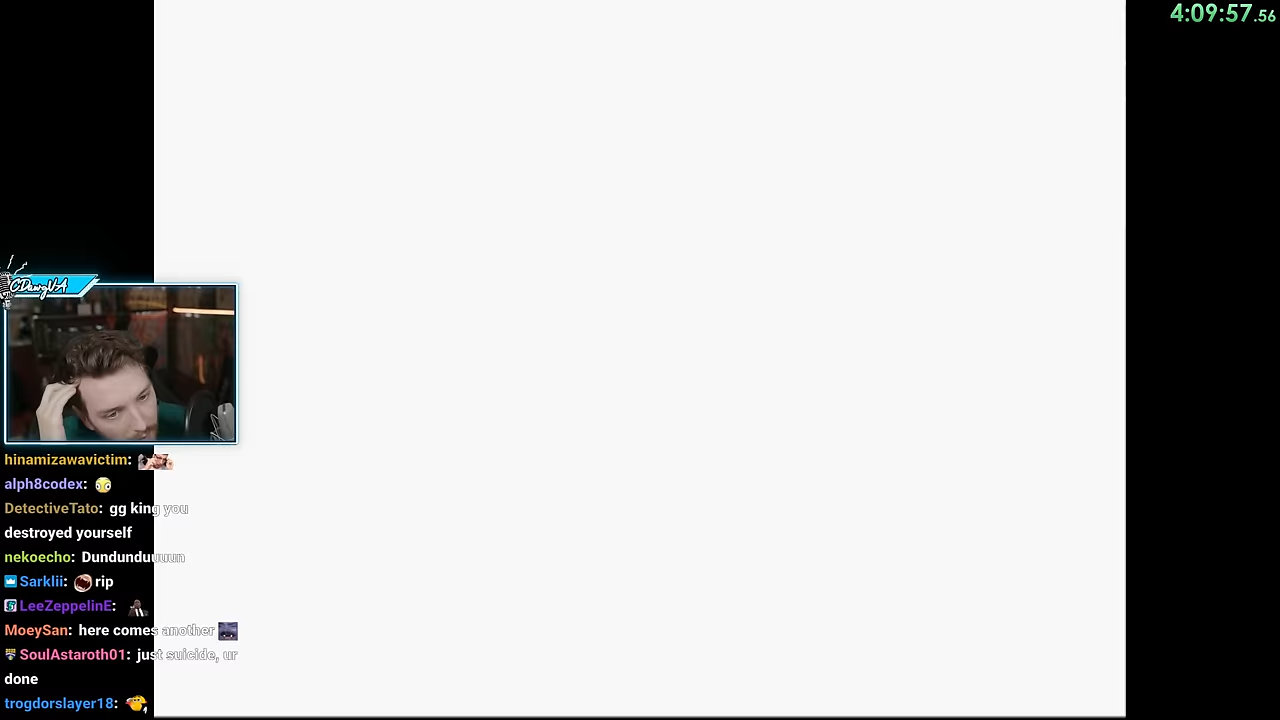 4:09:57.56
CDawgVA
hinamizawavictim:
alph8codex:
DetectiveTato: gg king you
destroyed yourself
nekoecho: Dundunduuuun
Sarklii: rip
LeeZeppelinE:
MoeySan: here comes another
SoulAstaroth01: just suicide, ur
done
trogdorslayer18: